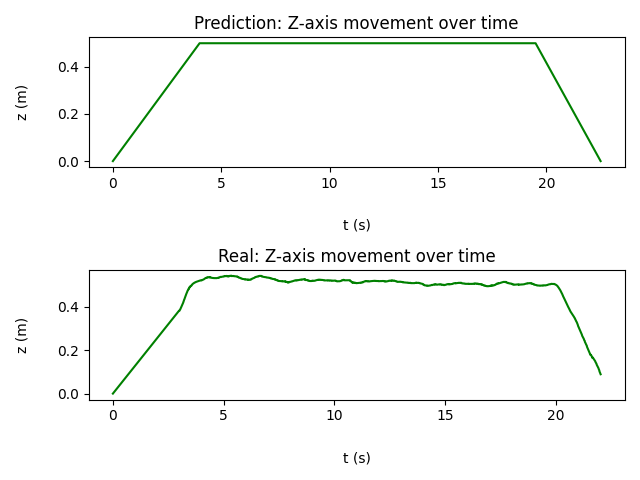 Prediction: Z-axis movement over time
0.4
0.2
0.0
z (m)
0 5 10 15 20
t (s)
Real: Z-axis movement over time
0.4
0.2
0.0
z (m)
0 5 10 15 20
t (s)